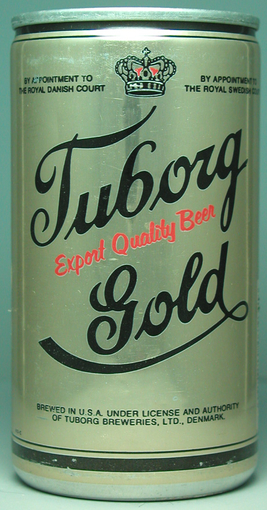 BY APPOINTMENT TO
THE ROYAL DANISH COURT
BY APPOINTMENT TO
THE ROYAL SWEDISH COURT
Tuborg
Export Quality Beer
Gold
BREWED IN U.S.A. UNDER LICENSE AND AUTHORITY
OF TUBORG BREWERIES, LTD., DENMARK.